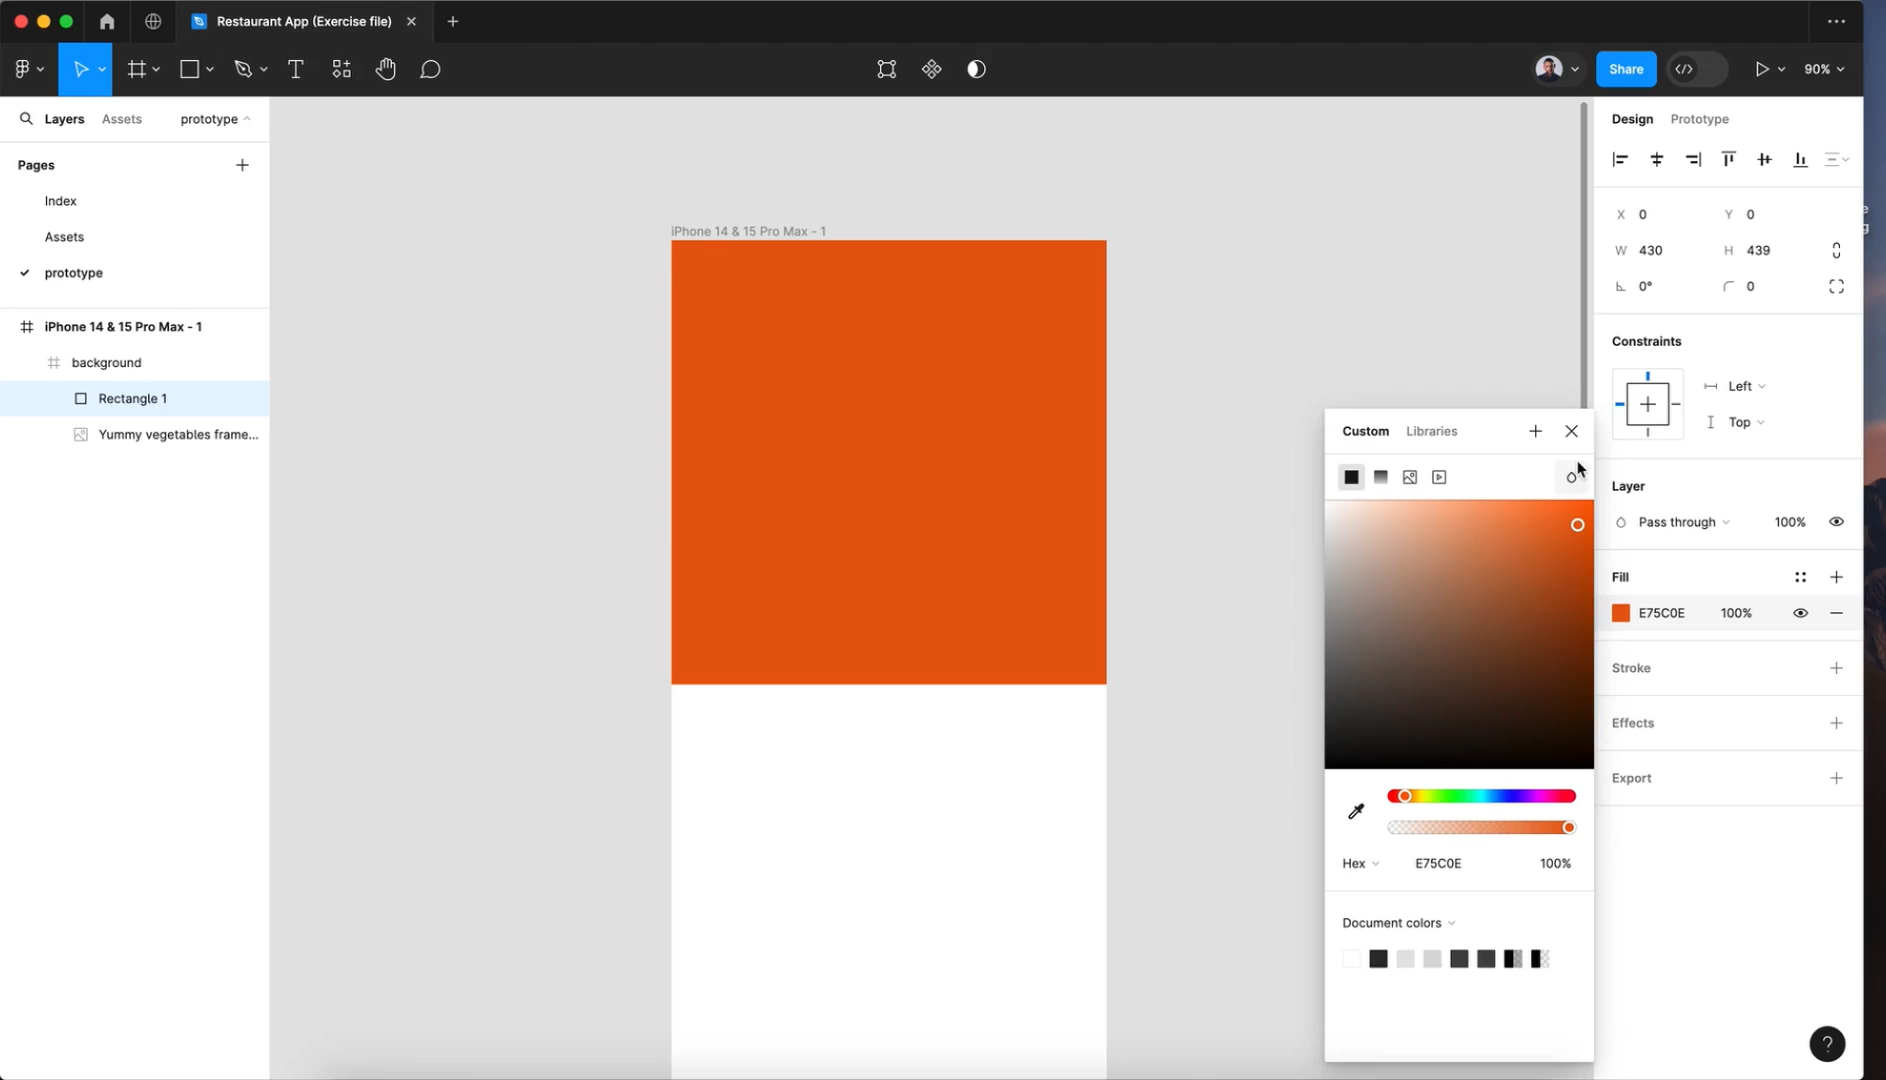 Restaurant App (Exercise file)
Share
90%
Layers
Assets
prototype
Pages
Index
Assets
prototype
iPhone 14 & 15 Pro Max - 1
background
Rectangle 1
Yummy vegetables frame...
iPhone 14 & 15 Pro Max - 1
Custom
Libraries
Hex
E75C0E
100%
Document colors
Design
Prototype
X 0 Y 0
W 430 H 439
0° 0
Constraints
Left
Top
Layer
Pass through 100%
Fill
E75C0E 100%
Stroke
Effects
Export
?